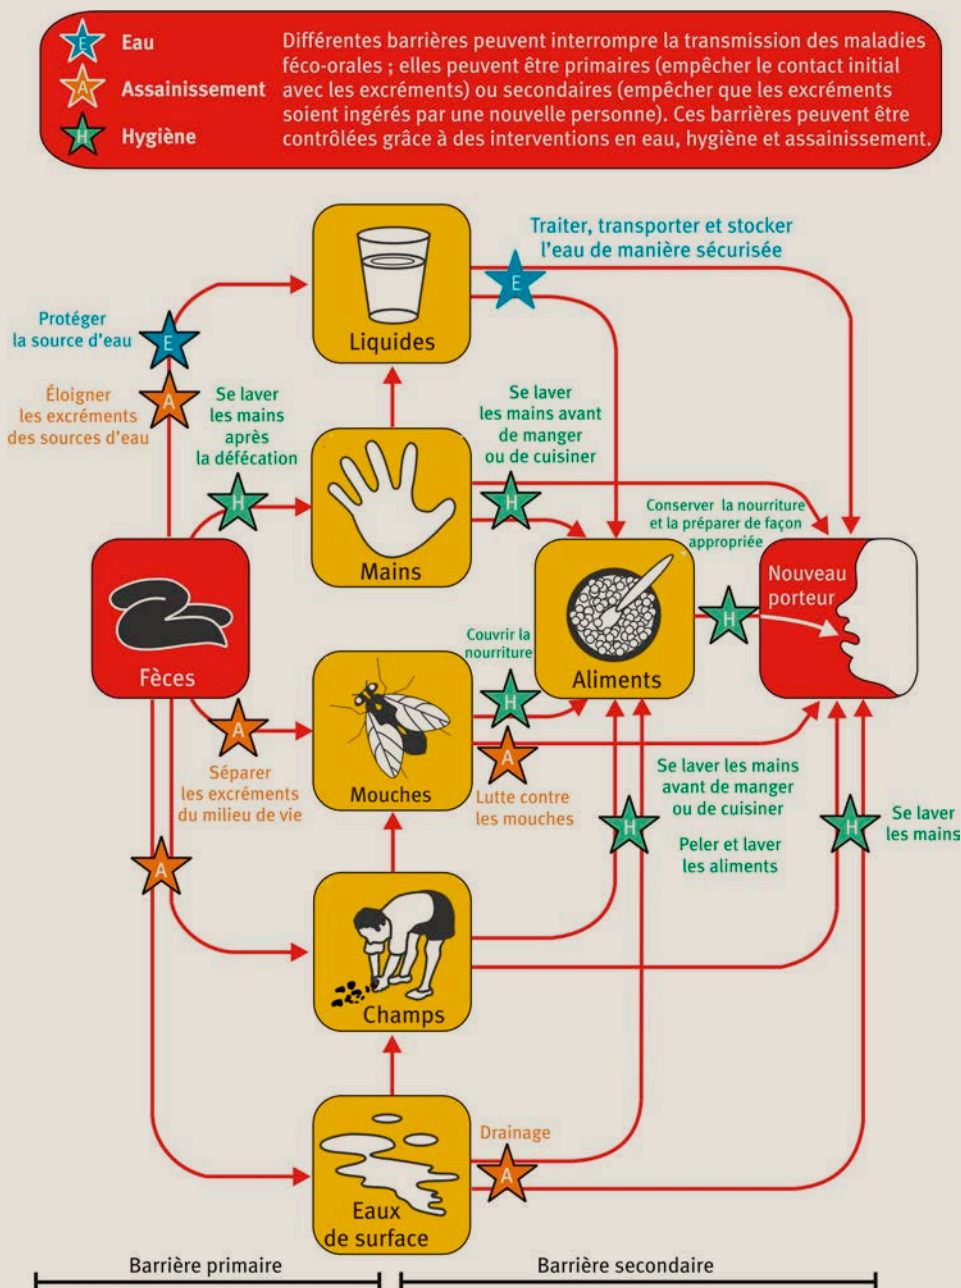 E Eau
A Assainissement
H Hygiène
Différentes barrières peuvent interrompre la transmission des maladies
féco-orales ; elles peuvent être primaires (empêcher le contact initial
avec les excréments) ou secondaires (empêcher que les excréments
soient ingérés par une nouvelle personne). Ces barrières peuvent être
contrôlées grâce à des interventions en eau, hygiène et assainissement.
Traiter, transporter et stocker
l'eau de manière sécurisée
E
Liquides
Protéger
la source d'eau
E
Éloigner
les excréments
des sources d'eau
A
Se laver
les mains
après
la défécation
H
Se laver
les mains avant
de manger
ou de cuisiner
H
Mains
Conserver la nourriture
et la préparer de façon
appropriée
H
Nouveau
porteur
Fèces
Aliments
Couvrir la
nourriture
H
A
Séparer
les excréments
du milieu de vie
Mouches
A
Lutte contre
les mouches
Se laver les mains
avant de manger
ou de cuisiner
Peler et laver
les aliments
H
H
Se laver
les mains
A
Champs
Drainage
A
Eaux
de surface
Barrière primaire
Barrière secondaire